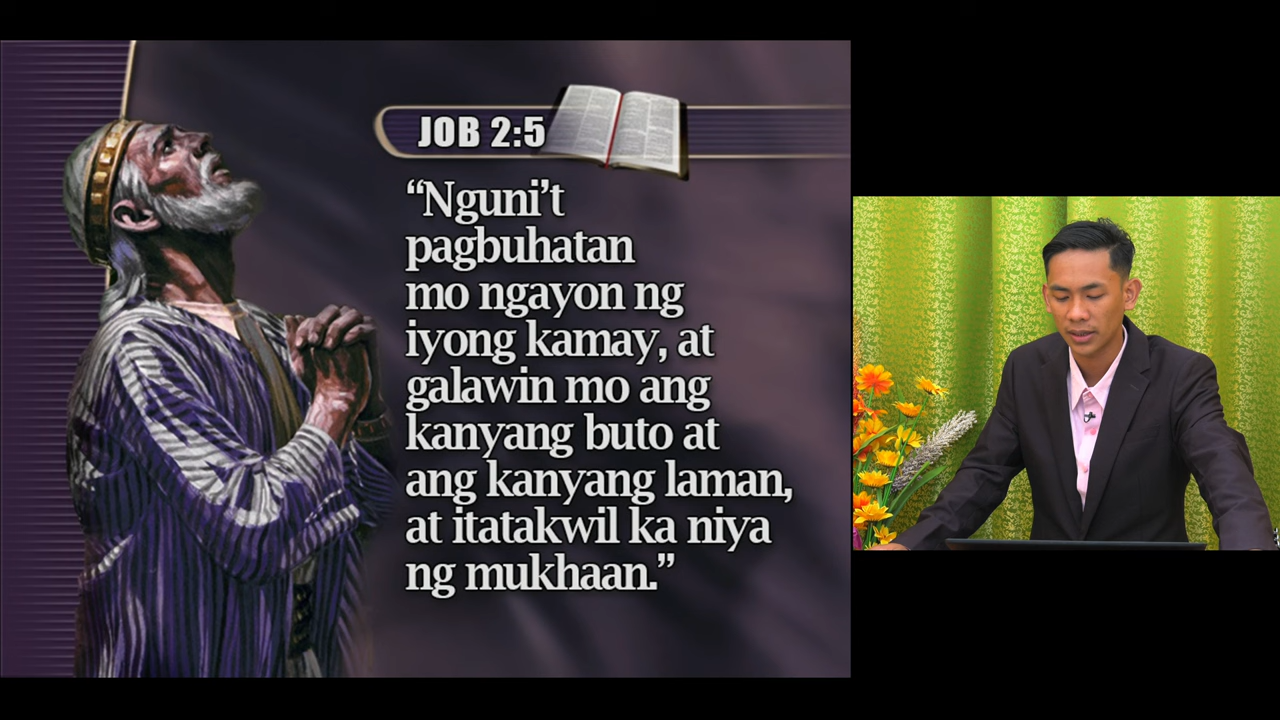 JOB 2:5
“Nguni’t
pagbuhatan
mo ngayon ng
iyong kamay, at
galawin mo ang
kanyang buto at
ang kanyang laman,
at itatakwil ka niya
ng mukhaan.”